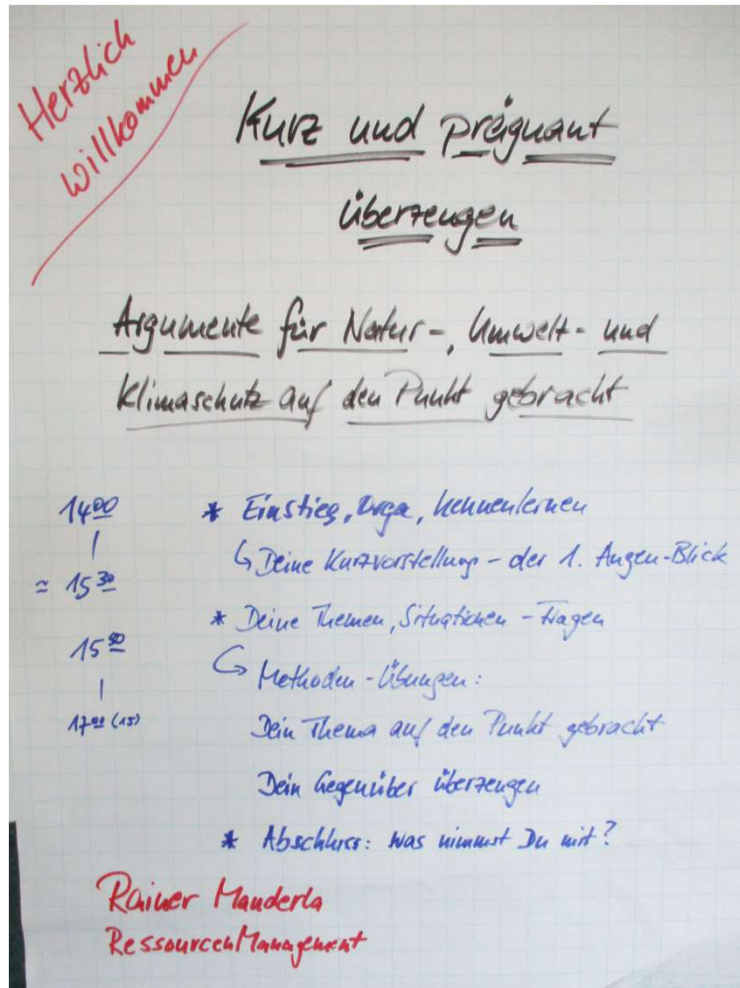 Herzlich
willkommen
Kurz und prägnant
überzeugen
Argumente für Natur-, Umwelt- und
Klimaschutz auf den Punkt gebracht
14⁰⁰ * Einstieg, Orga, kennenlernen
| ↳ Deine Kurzvorstellung - der 1. Augen-Blick
≈ 15³⁰ * Deine Themen, Situationen - Fragen
15 ↳ Methoden-Übungen:
|
17⁰⁰ (15) Dein Thema auf den Punkt gebracht
Dein Gegenüber überzeugen
* Abschluss: Was nimmst Du mit?
Rainer Manderla
RessourcenManagement